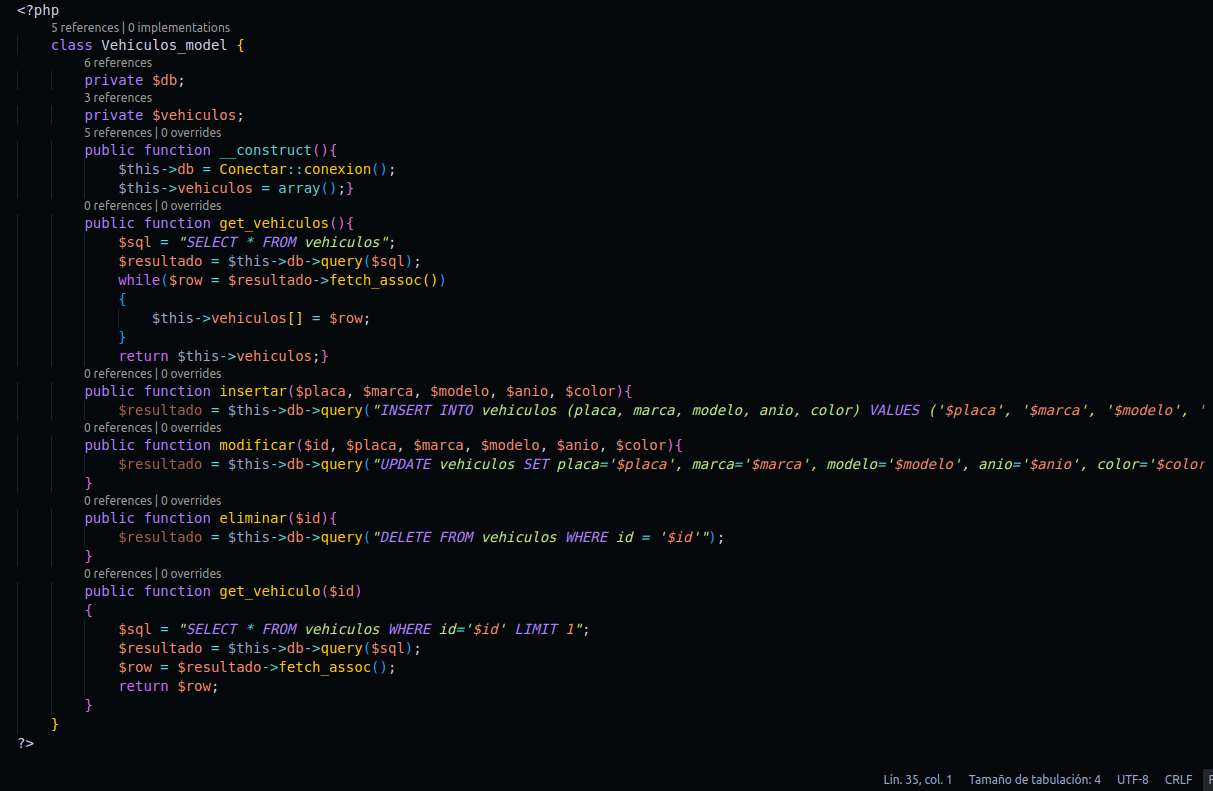 <?php
5 references | 0 implementations
class Vehiculos_model {
6 references
private $db;
3 references
private $vehiculos;
5 references | 0 overrides
public function __construct(){
$this->db = Conectar::conexion();
$this->vehiculos = array();}
0 references | 0 overrides
public function get_vehiculos(){
$sql = "SELECT * FROM vehiculos";
$resultado = $this->db->query($sql);
while($row = $resultado->fetch_assoc())
{
$this->vehiculos[] = $row;
}
return $this->vehiculos;}
0 references | 0 overrides
public function insertar($placa, $marca, $modelo, $anio, $color){
$resultado = $this->db->query("INSERT INTO vehiculos (placa, marca, modelo, anio, color) VALUES ('$placa', '$marca', '$modelo', '
0 references | 0 overrides
public function modificar($id, $placa, $marca, $modelo, $anio, $color){
$resultado = $this->db->query("UPDATE vehiculos SET placa='$placa', marca='$marca', modelo='$modelo', anio='$anio', color='$color
}
0 references | 0 overrides
public function eliminar($id){
$resultado = $this->db->query("DELETE FROM vehiculos WHERE id = '$id'");
}
0 references | 0 overrides
public function get_vehiculo($id)
{
$sql = "SELECT * FROM vehiculos WHERE id='$id' LIMIT 1";
$resultado = $this->db->query($sql);
$row = $resultado->fetch_assoc();
return $row;
}
}
?>
Lín. 35, col. 1 Tamaño de tabulación: 4 UTF-8 CRLF